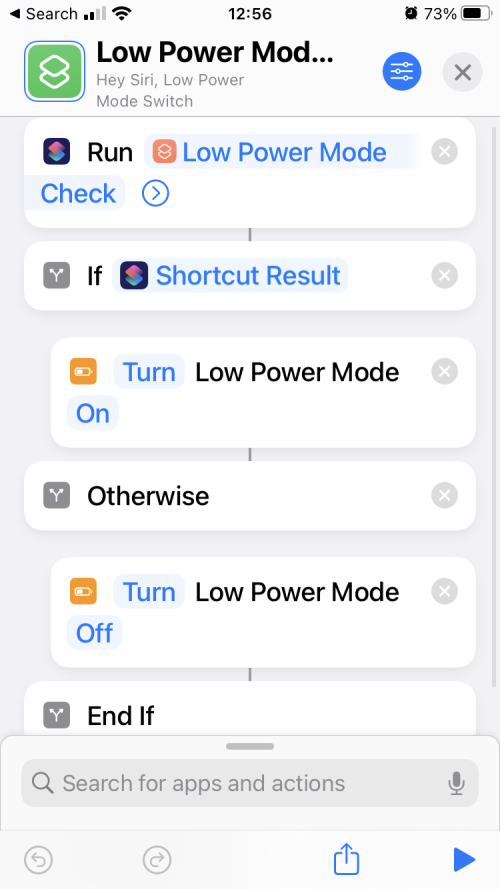 Search 12:56 73%
Low Power Mod...
Hey Siri, Low Power
Mode Switch
Run Low Power Mode
Check
If Shortcut Result
Turn Low Power Mode
On
Otherwise
Turn Low Power Mode
Off
End If
Search for apps and actions